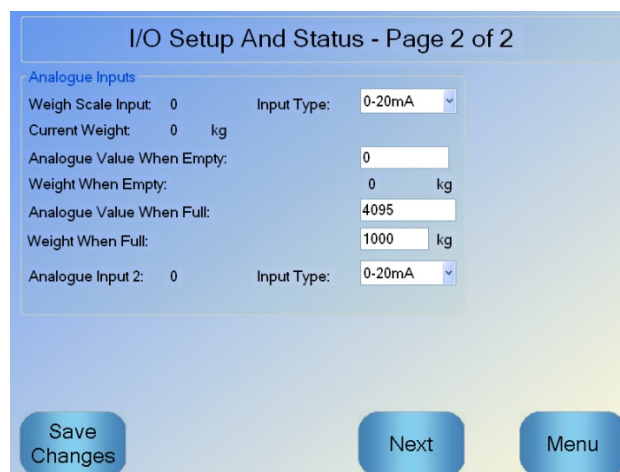 I/O Setup And Status - Page 2 of 2
Analogue Inputs
Weigh Scale Input: 0 Input Type: 0-20mA
Current Weight: 0 kg
Analogue Value When Empty: 0
Weight When Empty: 0 kg
Analogue Value When Full: 4095
Weight When Full: 1000 kg
Analogue Input 2: 0 Input Type: 0-20mA
Save
Changes
Next
Menu